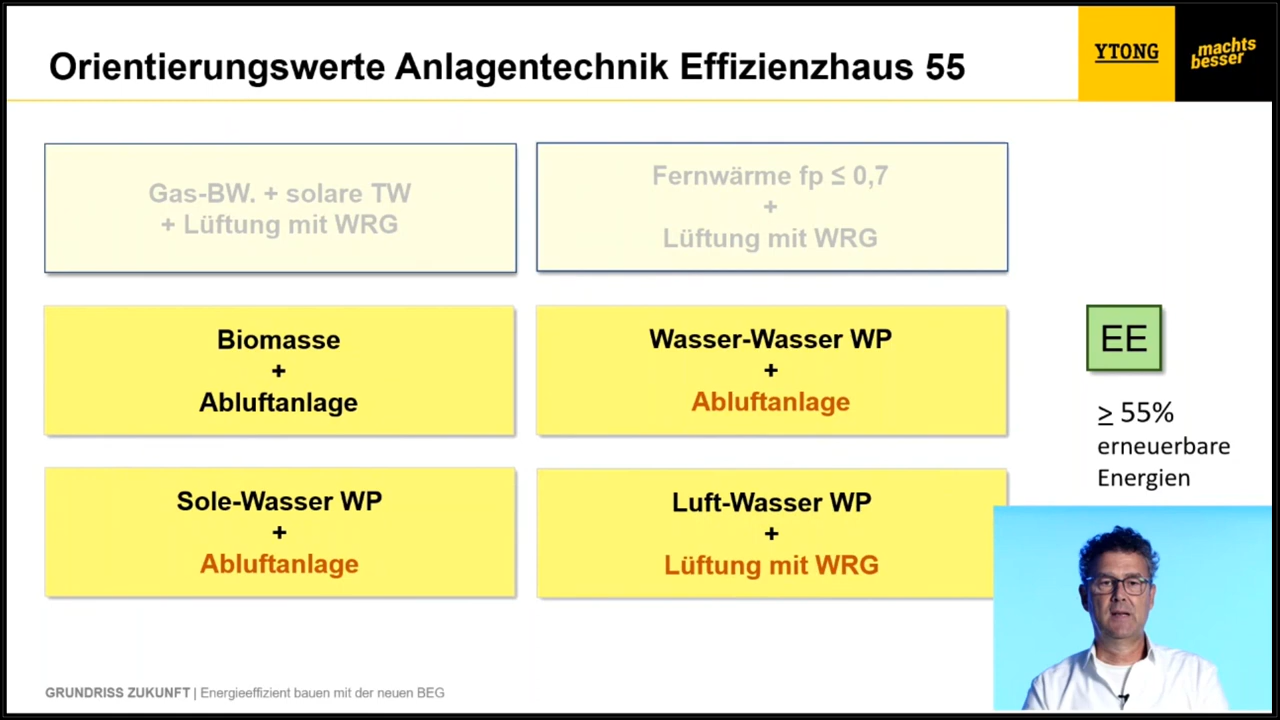 Orientierungswerte Anlagentechnik Effizienzhaus 55
YTONG
machts
besser
Gas-BW. + solare TW
+ Lüftung mit WRG
Fernwärme fp ≤ 0,7
+
Lüftung mit WRG
Biomasse
+
Abluftanlage
Wasser-Wasser WP
+
Abluftanlage
EE
≥ 55%
erneuerbare
Energien
Sole-Wasser WP
+
Abluftanlage
Luft-Wasser WP
+
Lüftung mit WRG
GRUNDRISS ZUKUNFT | Energieeffizient bauen mit der neuen BEG